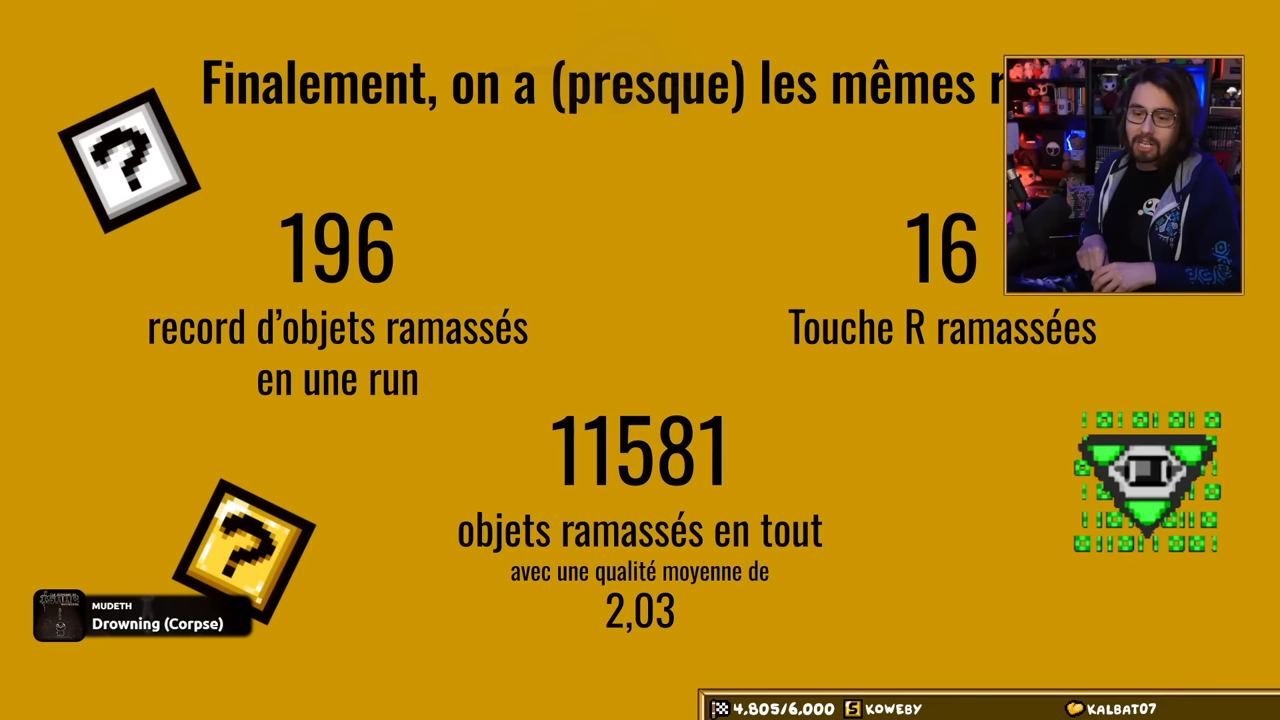 Finalement, on a (presque) les mêmes
196
record d'objets ramassés
en une run
16
Touche R ramassées
11581
objets ramassés en tout
avec une qualité moyenne de
2,03
MUDETH
Drowning (Corpse)
4,805/6,000 KOWEBY KALBAT07